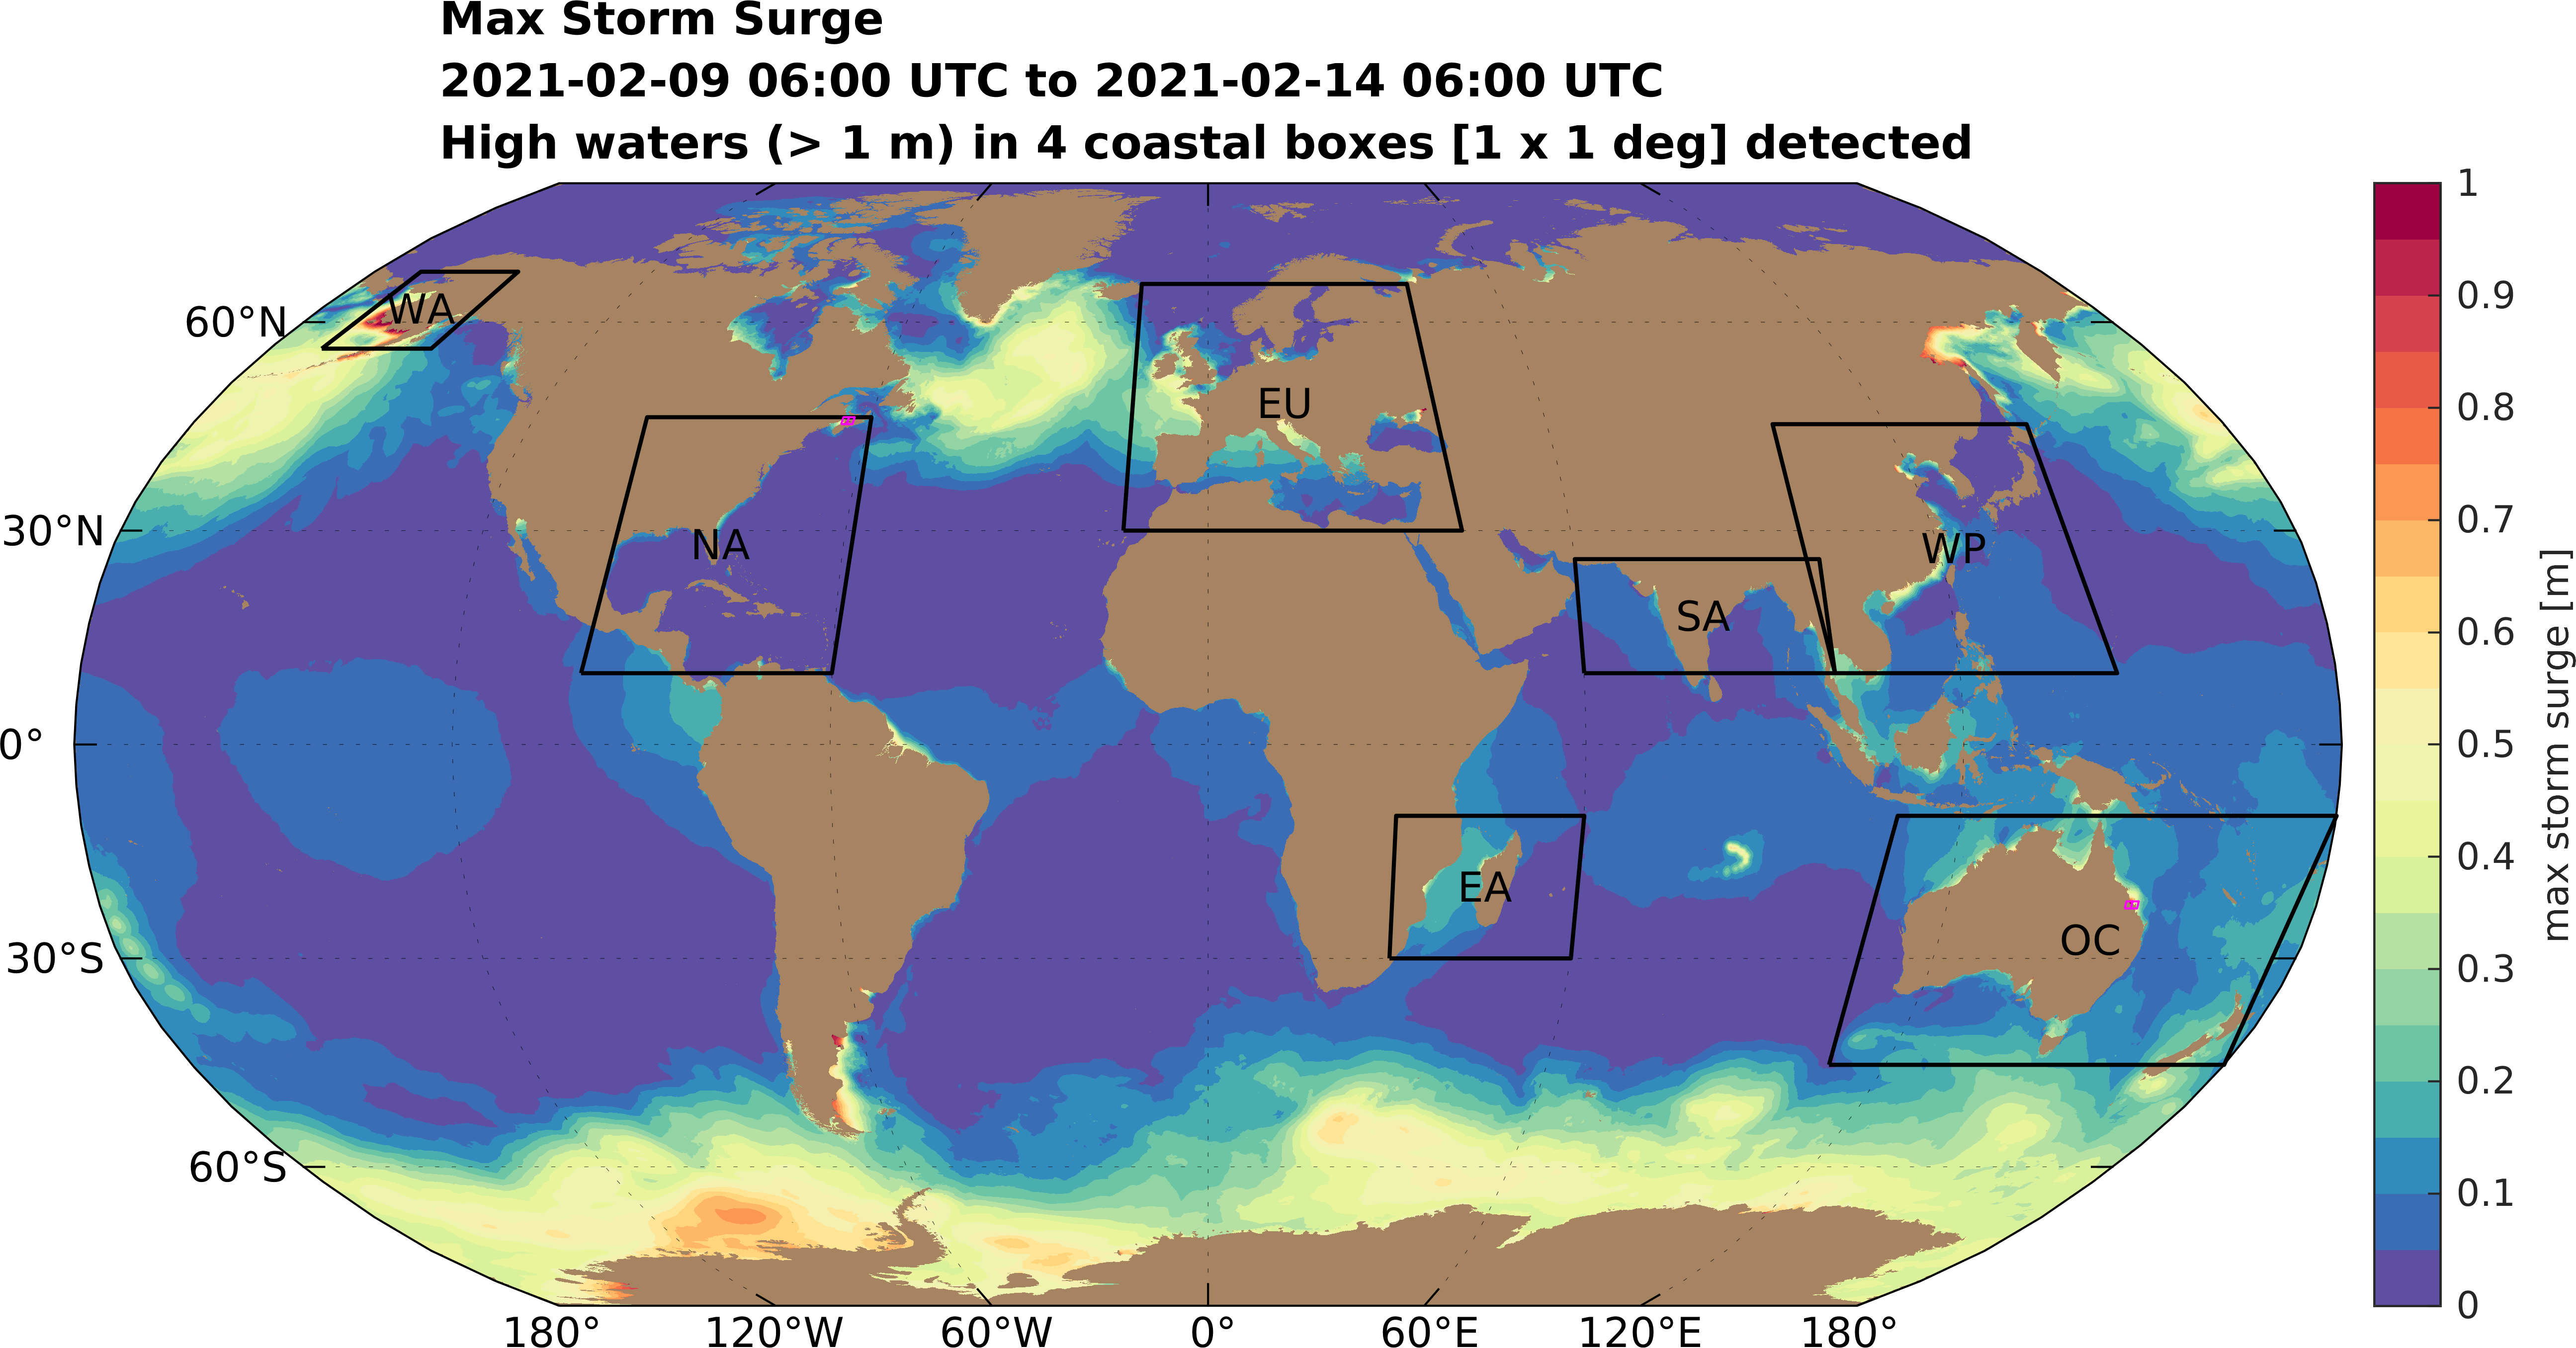 Max Storm Surge
2021-02-09 06:00 UTC to 2021-02-14 06:00 UTC
High waters (> 1 m) in 4 coastal boxes [1 x 1 deg] detected
60°N
30°N
0°
30°S
60°S
WA
NA
EU
SA
WP
EA
OC
180°
120°W
60°W
0°
60°E
120°E
180°
1
0.9
0.8
0.7
0.6
0.5
0.4
0.3
0.2
0.1
0
max storm surge [m]